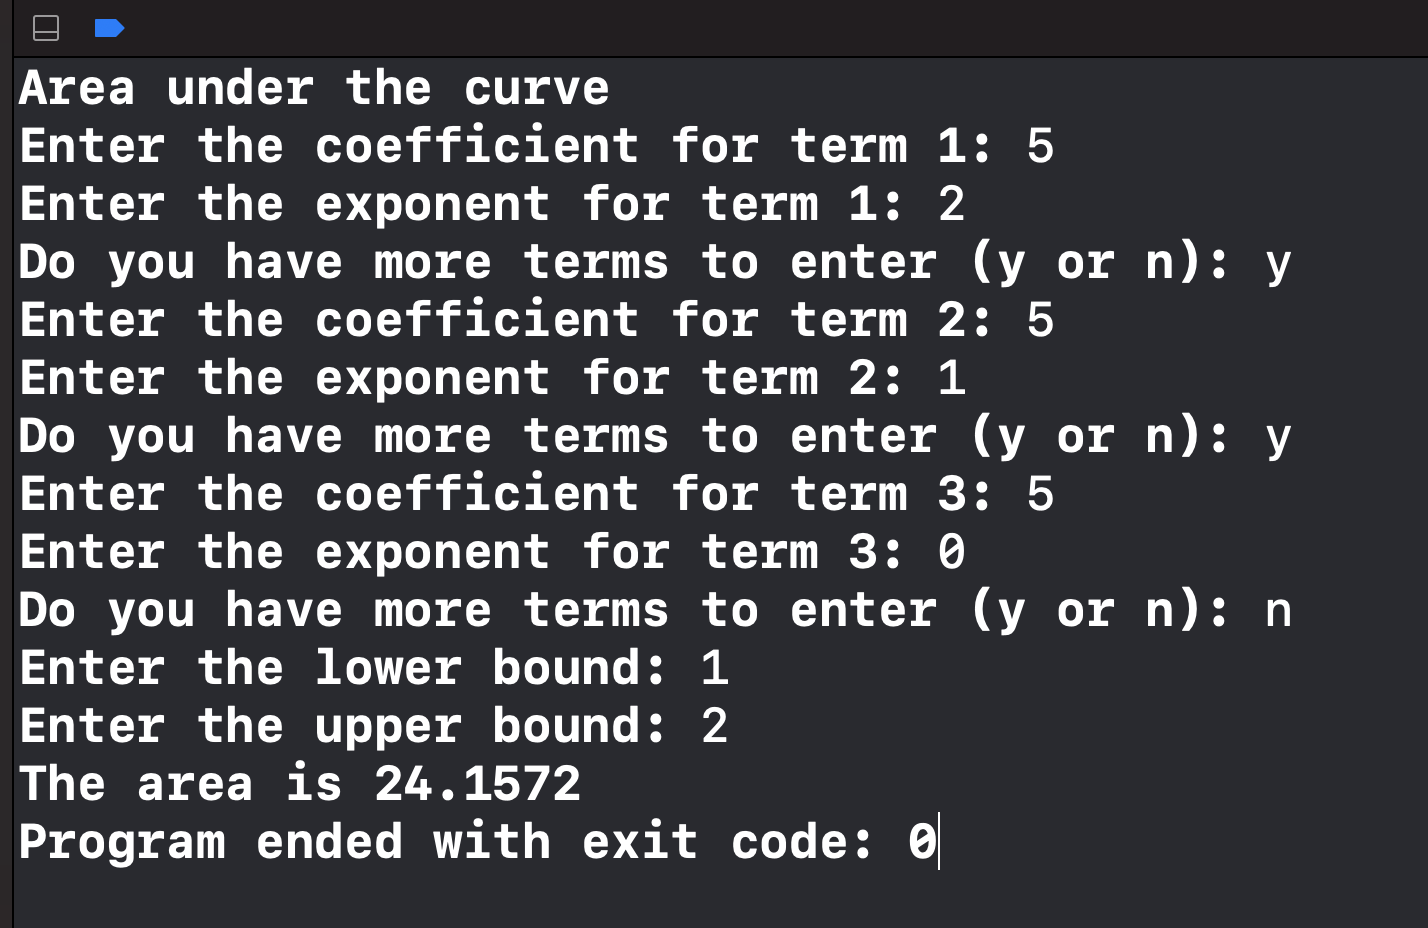 Area under the curve
Enter the coefficient for term 1: 5
Enter the exponent for term 1: 2
Do you have more terms to enter (y or n): y
Enter the coefficient for term 2: 5
Enter the exponent for term 2: 1
Do you have more terms to enter (y or n): y
Enter the coefficient for term 3: 5
Enter the exponent for term 3: 0
Do you have more terms to enter (y or n): n
Enter the lower bound: 1
Enter the upper bound: 2
The area is 24.1572
Program ended with exit code: 0